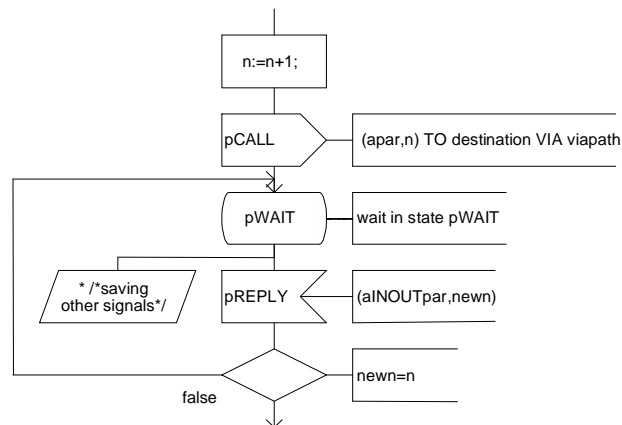 n:=n+1;
pCALL
(apar,n) TO destination VIA viapath
pWAIT
wait in state pWAIT
* /*saving
other signals*/
pREPLY
(aINOUTpar,newn)
newn=n
false